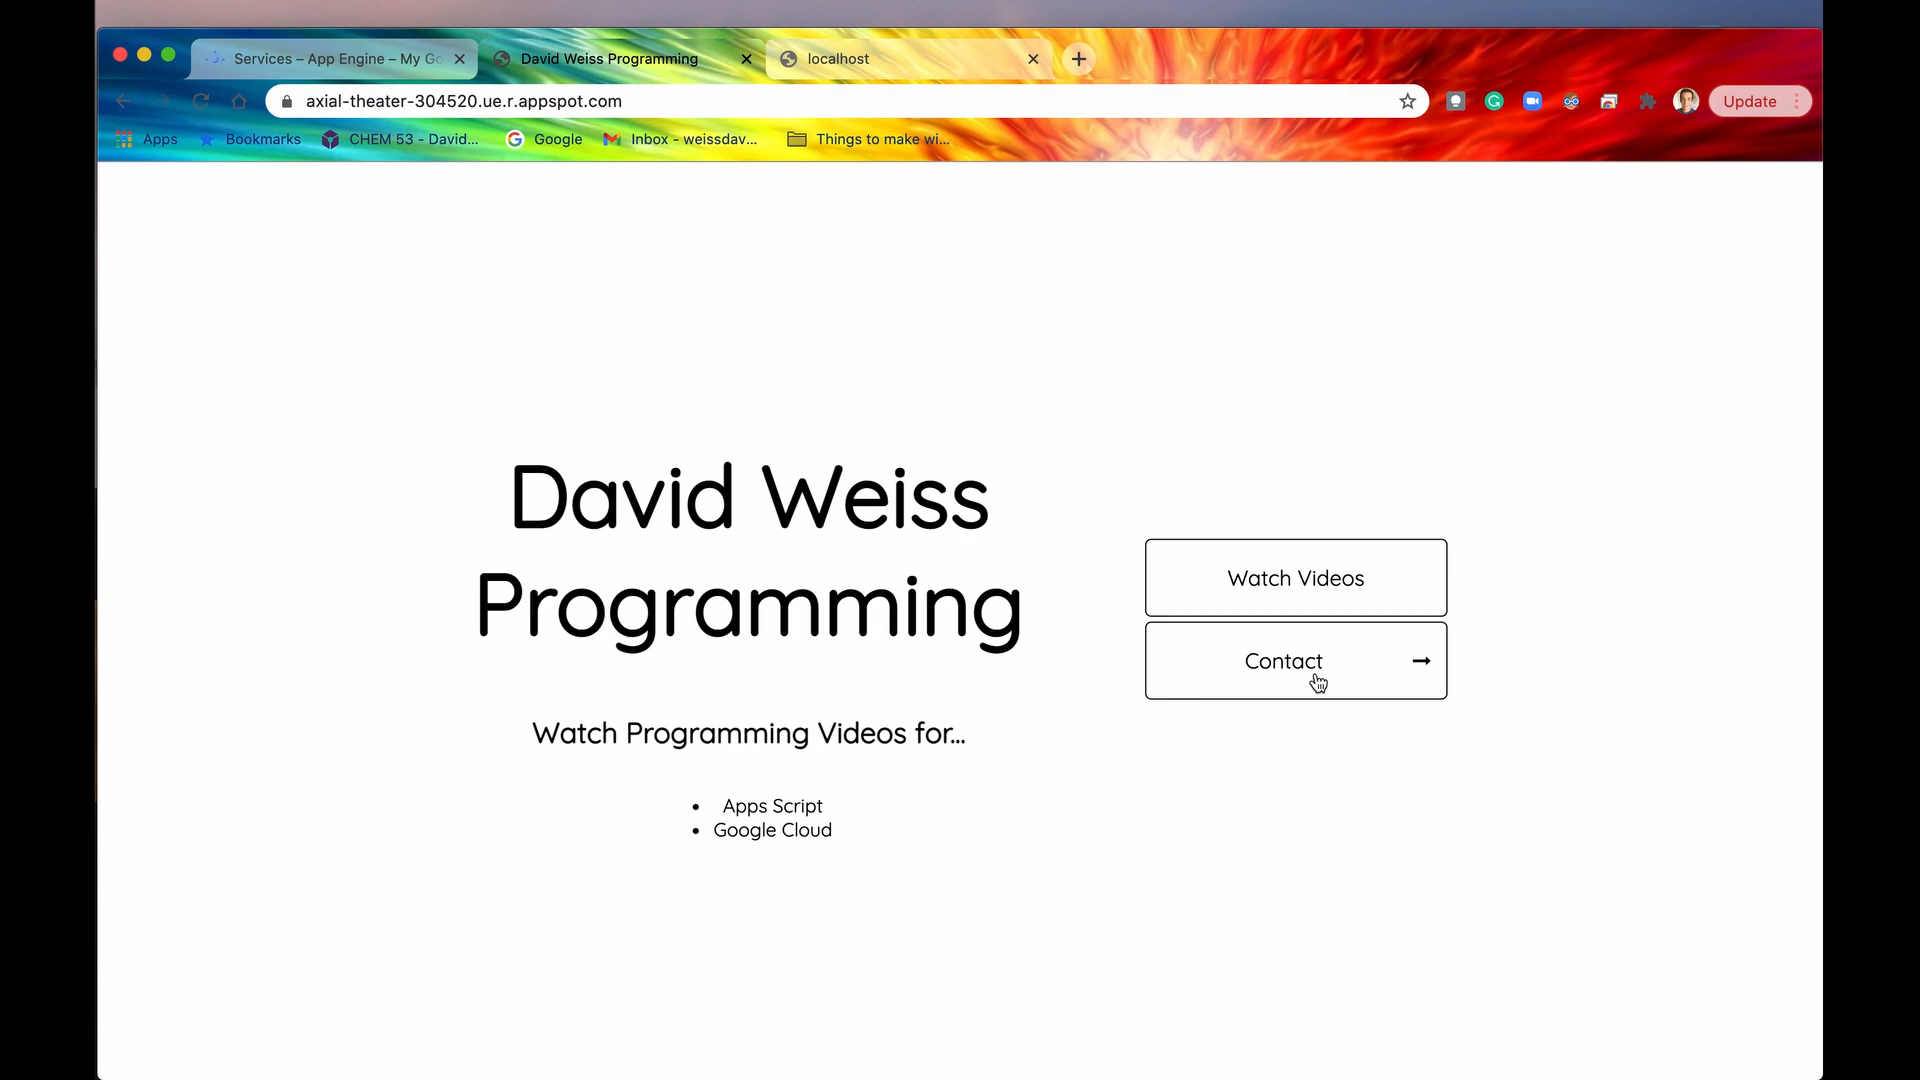 Services – App Engine – My Go
David Weiss Programming
localhost
axial-theater-304520.ue.r.appspot.com
Update
Apps
Bookmarks
CHEM 53 - David...
Google
Inbox - weissdav...
Things to make wi...
David Weiss
Programming
Watch Videos
Contact
Watch Programming Videos for...
Apps Script
Google Cloud